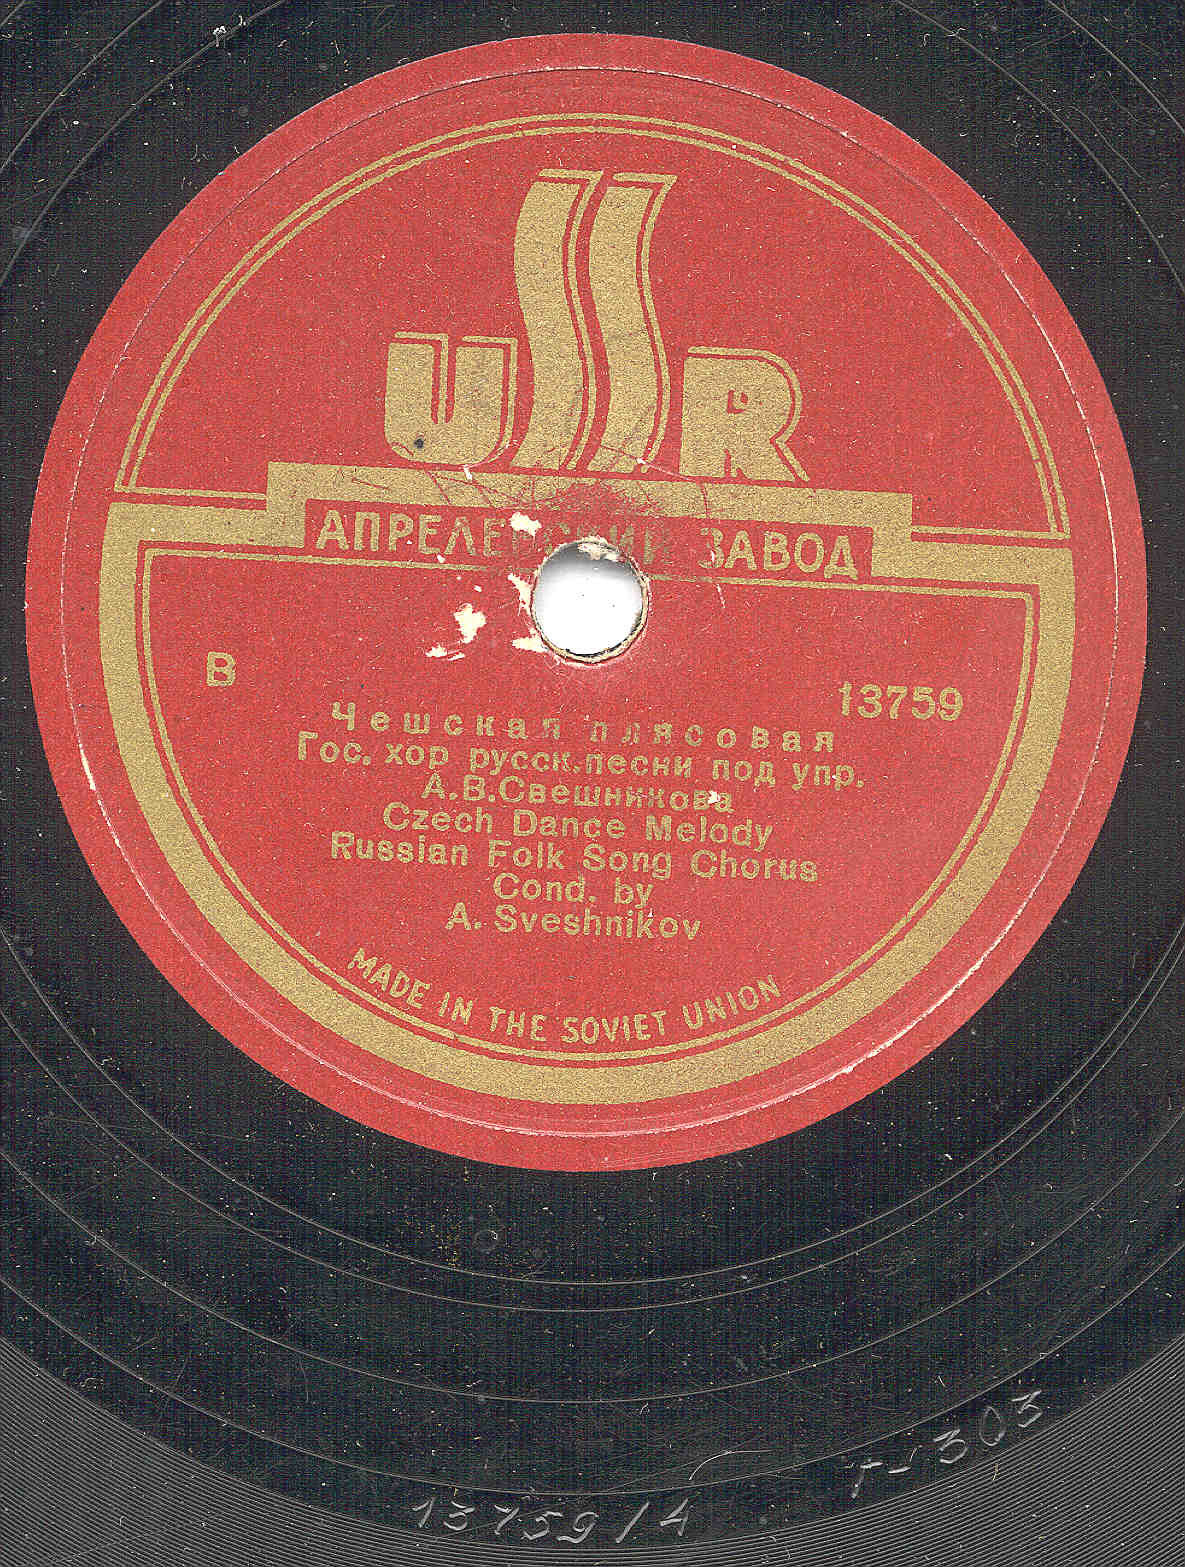 USSR
АПРЕЛЕВСКИЙ ЗАВОД
В
13759
Чешская плясовая
Гос. хор русск. песни под упр.
А.В.Свешникова
Czech Dance Melody
Russian Folk Song Chorus
Cond. by
A. Sveshnikov
MADE IN THE SOVIET UNION
13759/4
T-303